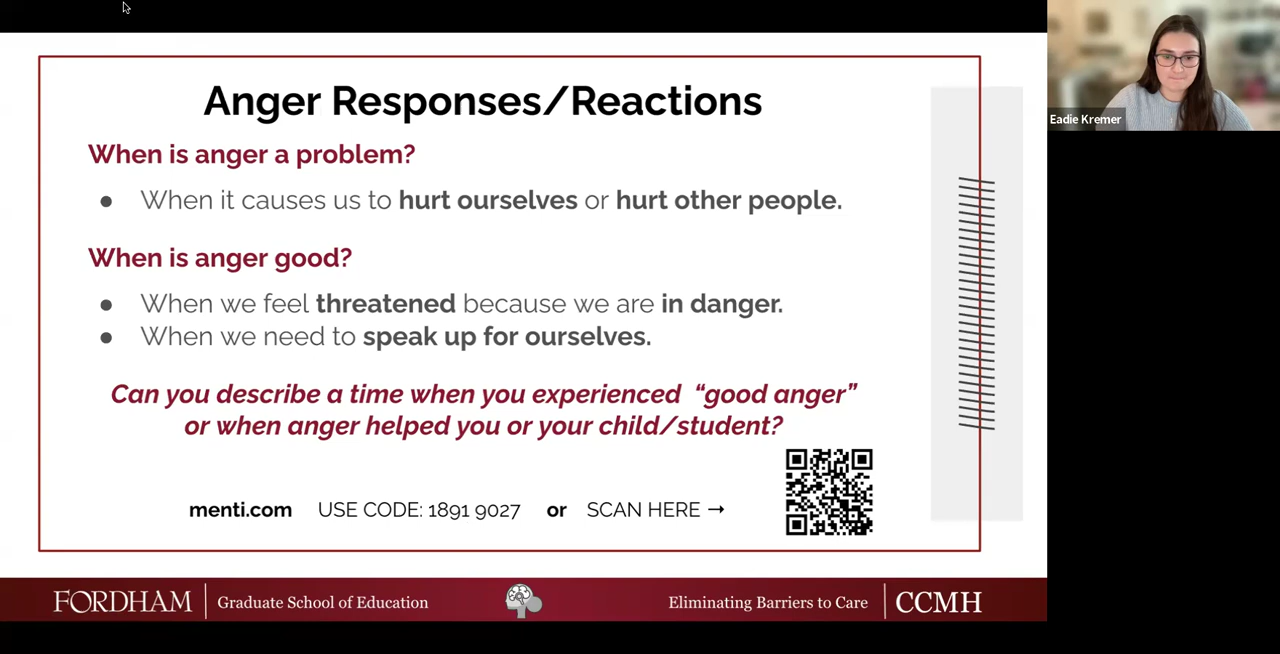 Anger Responses/Reactions
When is anger a problem?
● When it causes us to hurt ourselves or hurt other people.
When is anger good?
● When we feel threatened because we are in danger.
● When we need to speak up for ourselves.
Can you describe a time when you experienced “good anger”
or when anger helped you or your child/student?
menti.com USE CODE: 1891 9027 or SCAN HERE →
FORDHAM Graduate School of Education Eliminating Barriers to Care CCMH
Eadie Kremer